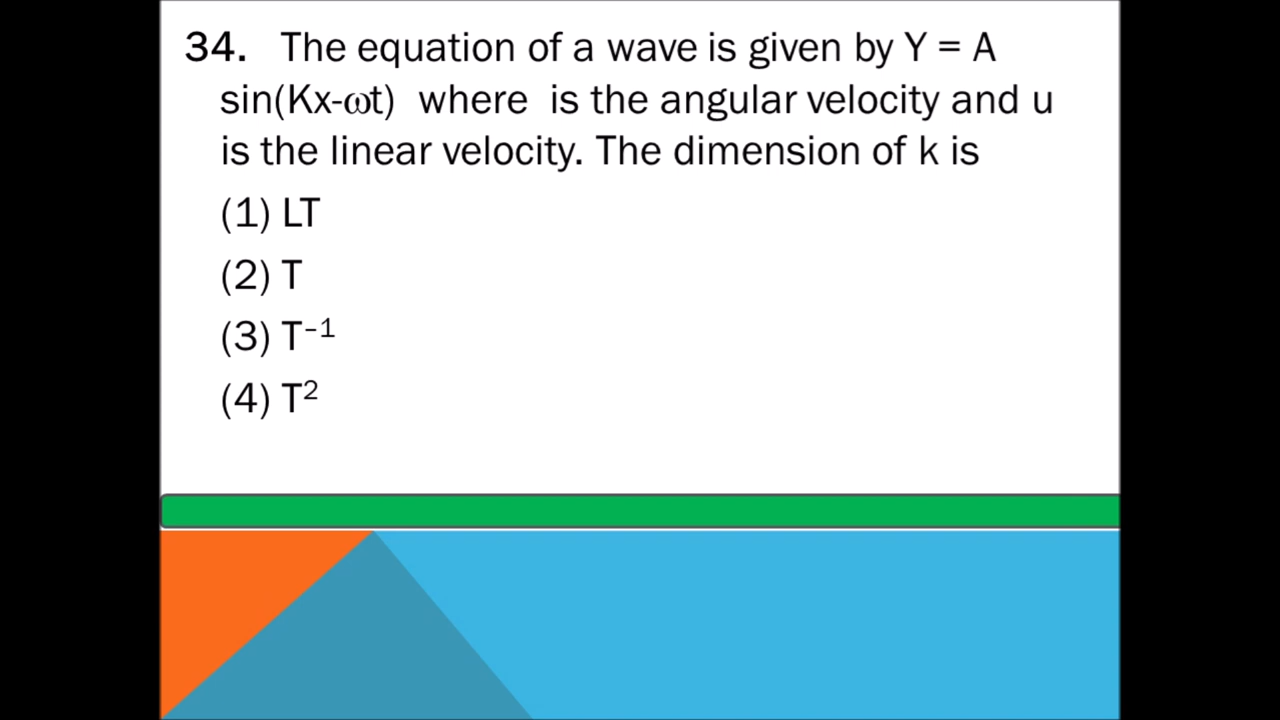 34. The equation of a wave is given by Y = A
sin(Kx-ωt) where is the angular velocity and u
is the linear velocity. The dimension of k is
(1) LT
(2) T
(3) T⁻¹
(4) T²